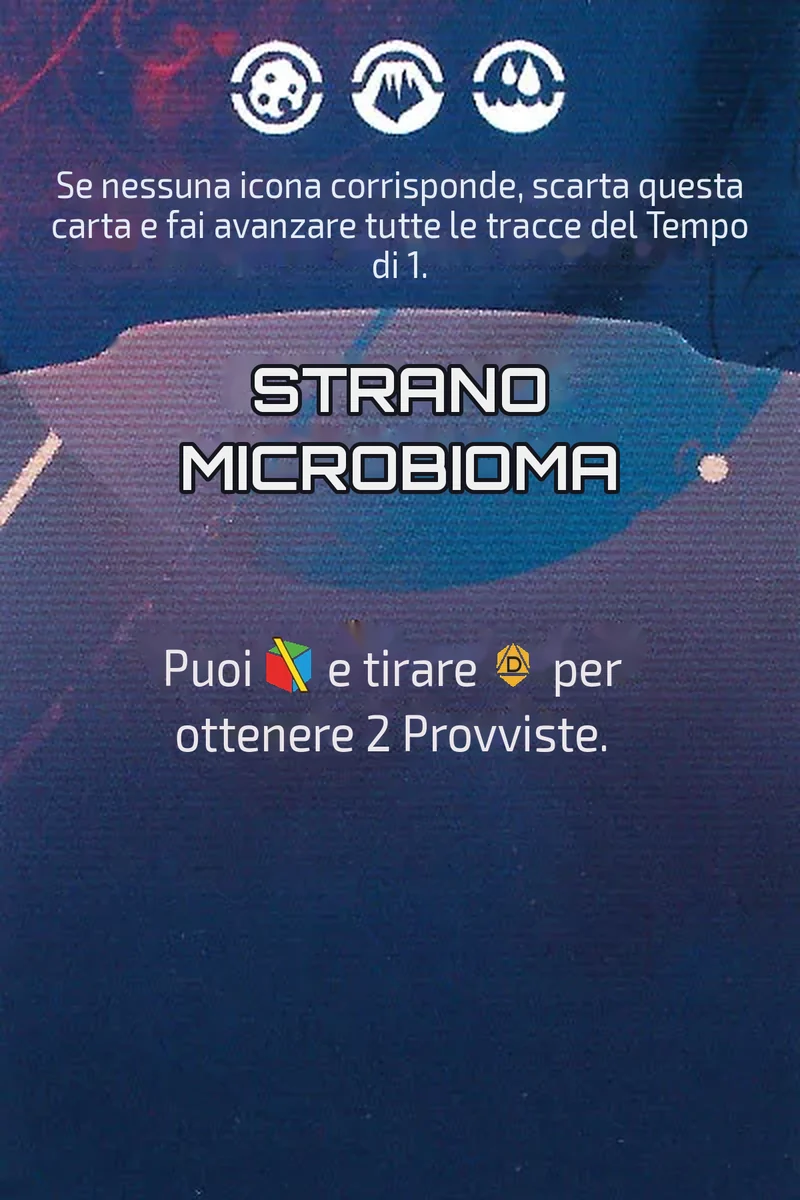 Se nessuna icona corrisponde, scarta questa
carta e fai avanzare tutte le tracce del Tempo
di 1.
STRANO
MICROBIOMA
Puoi e tirare D per
ottenere 2 Provviste.